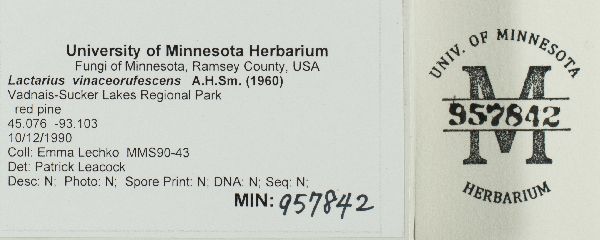 University of Minnesota Herbarium
Fungi of Minnesota, Ramsey County, USA
Lactarius vinaceorufescens A.H.Sm. (1960)
Vadnais-Sucker Lakes Regional Park
red pine
45.076 -93.103
10/12/1990
Coll: Emma Lechko MMS90-43
Det: Patrick Leacock
Desc: N; Photo: N; Spore Print: N: DNA: N; Seq: N;
MIN: 957842
UNIV. OF MINNESOTA
957842
M
HERBARIUM